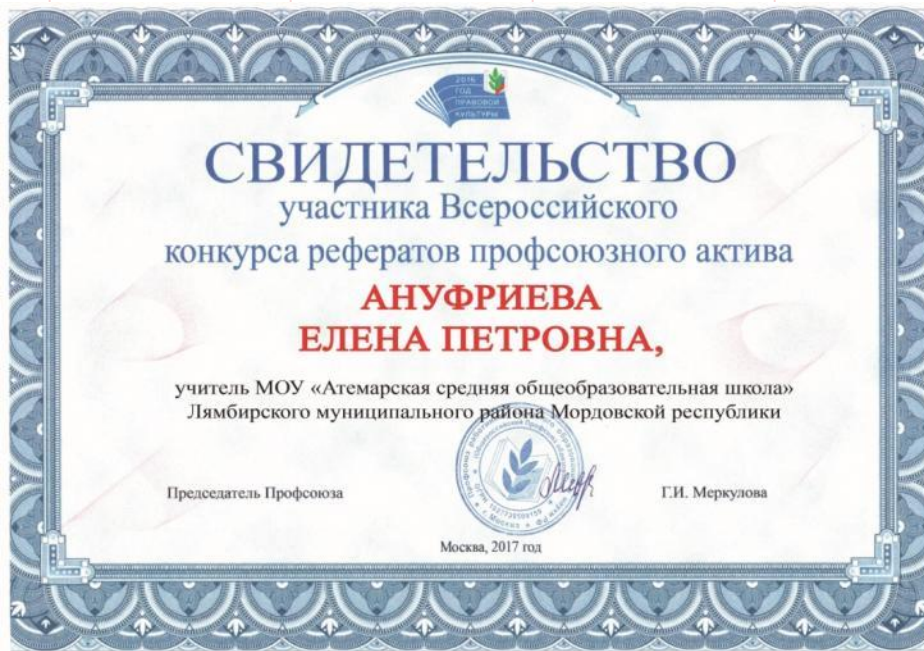 2016
ГОД
ПРАВОВОЙ
КУЛЬТУРЫ
СВИДЕТЕЛЬСТВО
участника Всероссийского
конкурса рефератов профсоюзного актива
АНУФРИЕВА
ЕЛЕНА ПЕТРОВНА,
учитель МОУ «Атемарская средняя общеобразовательная школа»
Лямбирского муниципального района Мордовской республики
Председатель Профсоюза
Г.И. Меркулова
Москва, 2017 год